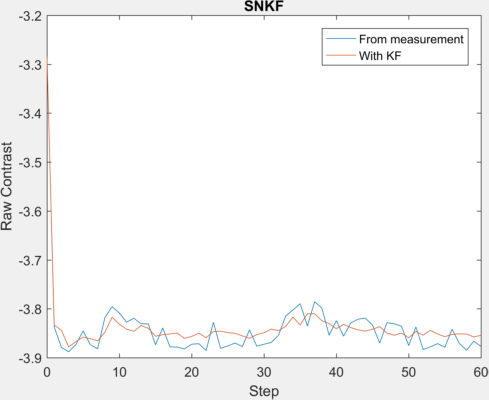 SNKF
-3.2
From measurement
With KF
-3.3
-3.4
-3.5
-3.6
-3.7
-3.8
-3.9
Raw Contrast
0 10 20 30 40 50 60
Step